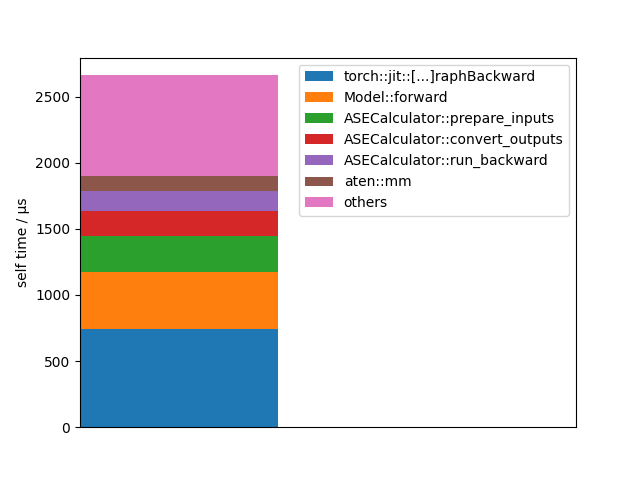 torch::jit::[...]raphBackward
Model::forward
ASECalculator::prepare_inputs
ASECalculator::convert_outputs
ASECalculator::run_backward
aten::mm
others
self time / µs
2500
2000
1500
1000
500
0